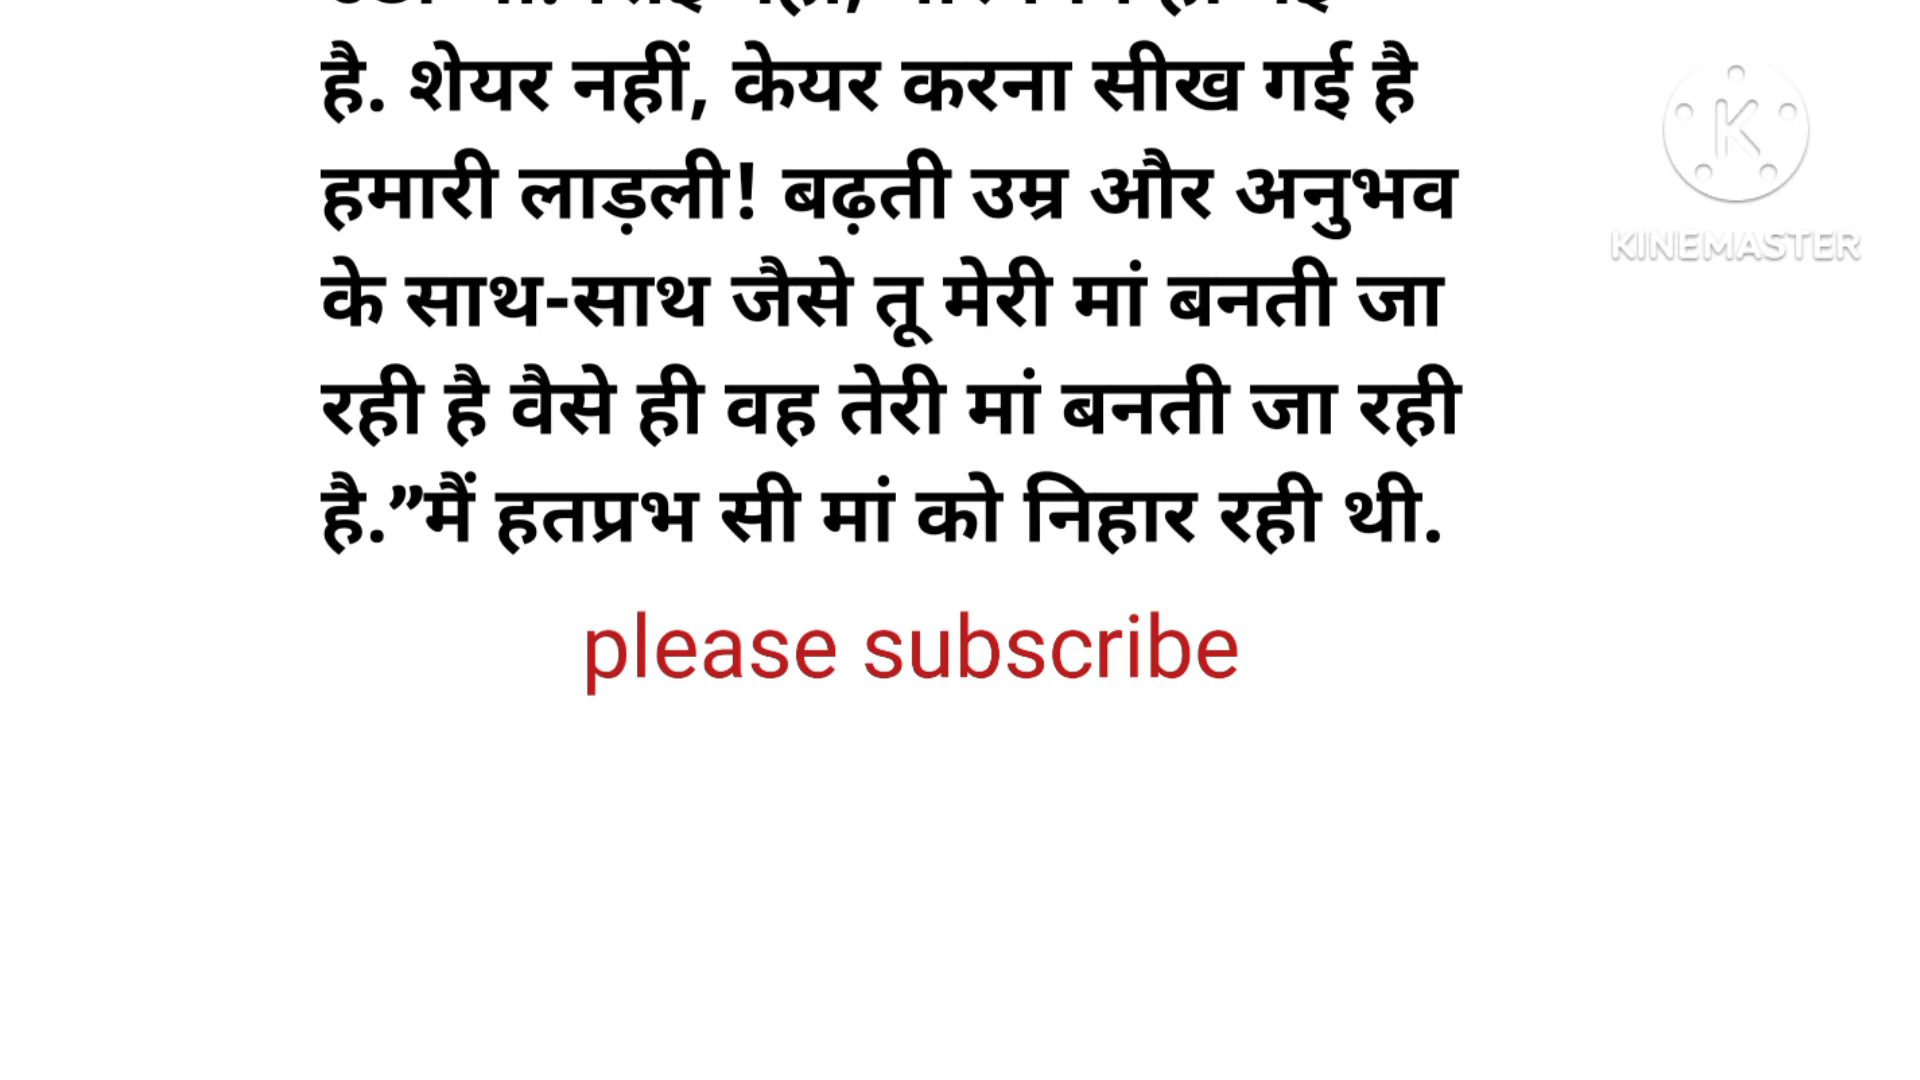 है. शेयर नहीं, केयर करना सीख गई है
हमारी लाड़ली! बढ़ती उम्र और अनुभव
के साथ-साथ जैसे तू मेरी मां बनती जा
रही है वैसे ही वह तेरी मां बनती जा रही
है.”मैं हतप्रभ सी मां को निहार रही थी.
please subscribe
K
KINEMASTER